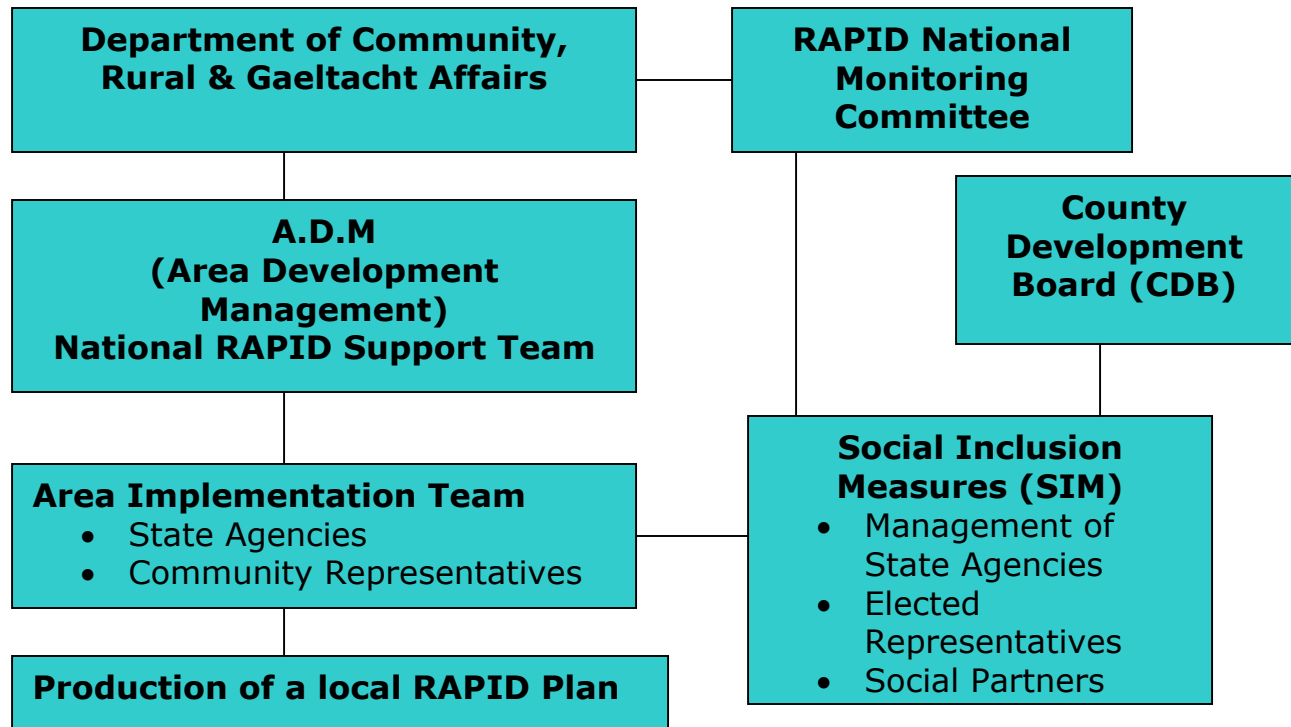 Department of Community,
Rural & Gaeltacht Affairs
RAPID National
Monitoring
Committee
A.D.M
(Area Development
Management)
National RAPID Support Team
County
Development
Board (CDB)
Area Implementation Team
• State Agencies
• Community Representatives
Social Inclusion
Measures (SIM)
• Management of
State Agencies
• Elected
Representatives
• Social Partners
Production of a local RAPID Plan